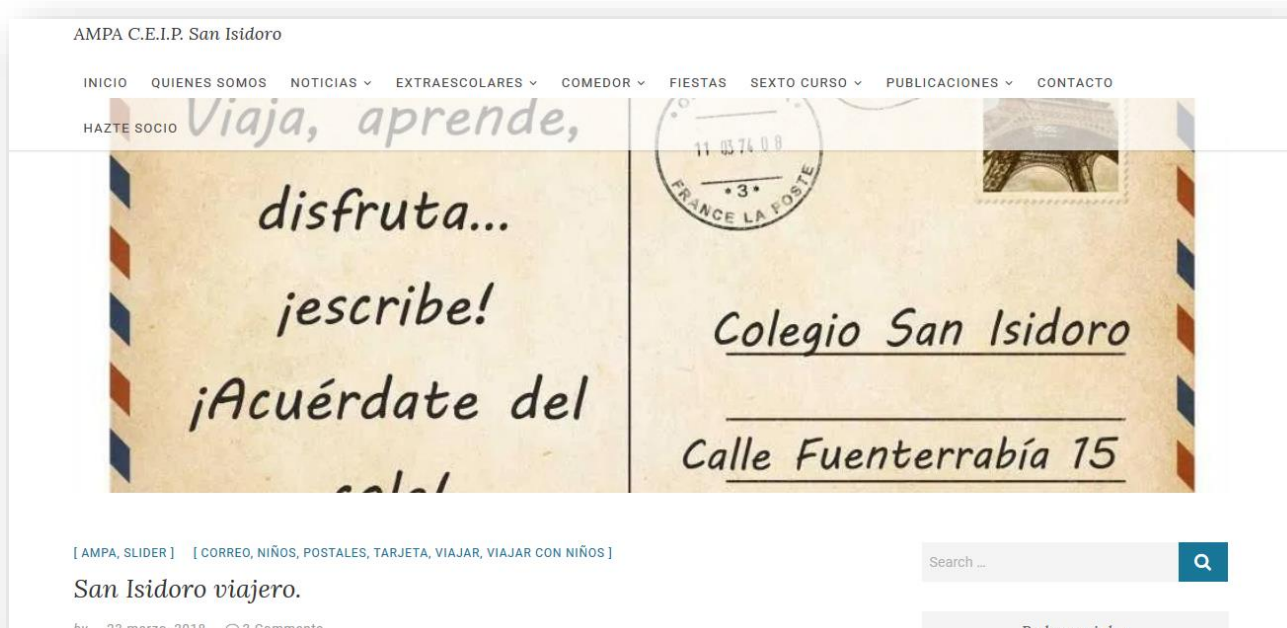 AMPA C.E.I.P. San Isidoro
INICIO QUIENES SOMOS NOTICIAS EXTRAESCOLARES COMEDOR FIESTAS SEXTO CURSO PUBLICACIONES CONTACTO
HAZTE SOCIO
Viaja, aprende,
disfruta...
¡escribe!
¡Acuérdate del
11 03 74 0 8
* 3 *
FRANCE LA POSTE
Colegio San Isidoro
Calle Fuenterrabía 15
[ AMPA, SLIDER ] [ CORREO, NIÑOS, POSTALES, TARJETA, VIAJAR, VIAJAR CON NIÑOS ]
San Isidoro viajero.
Search ...